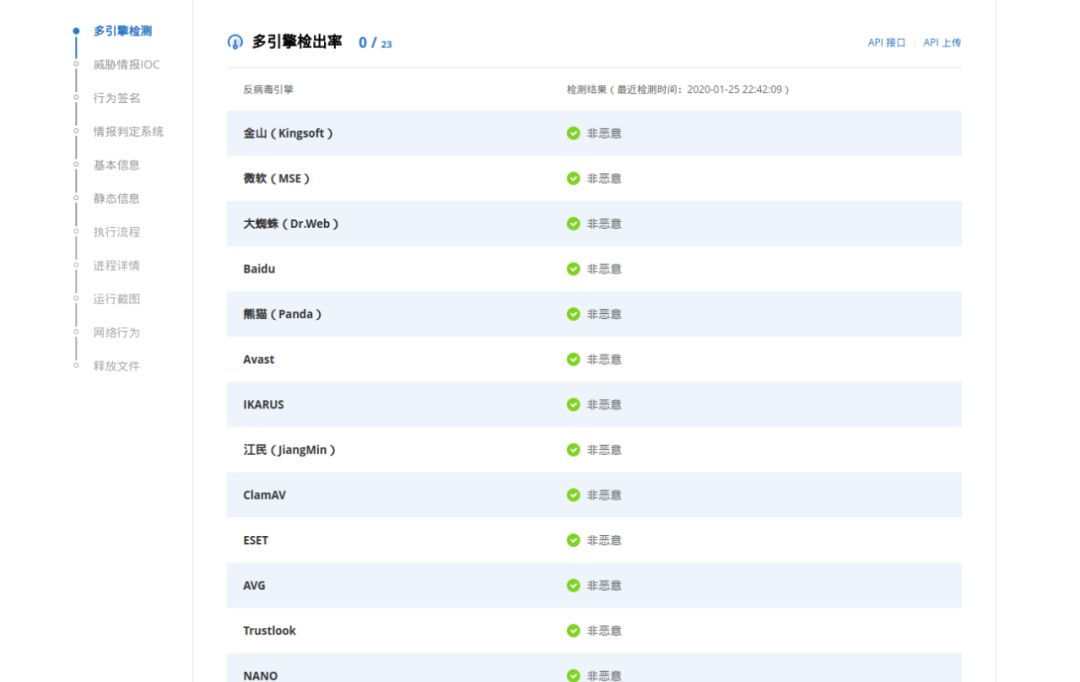 多引擎检测
威胁情报IOC
行为签名
情报判定系统
基本信息
静态信息
执行流程
进程详情
运行截图
网络行为
释放文件
多引擎检出率 0 / 23
API 接口 API 上传
反病毒引擎 检测结果（最近检测时间：2020-01-25 22:42:09）
金山（Kingsoft） 非恶意
微软（MSE） 非恶意
大蜘蛛（Dr.Web） 非恶意
Baidu 非恶意
熊猫（Panda） 非恶意
Avast 非恶意
IKARUS 非恶意
江民（JiangMin） 非恶意
ClamAV 非恶意
ESET 非恶意
AVG 非恶意
Trustlook 非恶意
NANO 非恶意